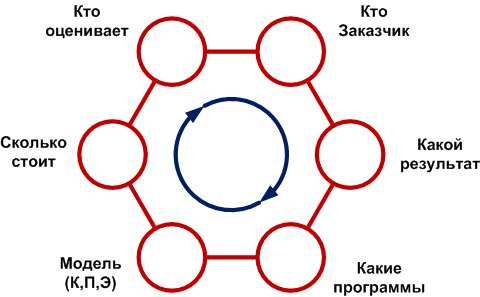 Кто
оценивает
Кто
Заказчик
Сколько
стоит
Какой
результат
Модель
(К,П,Э)
Какие
программы